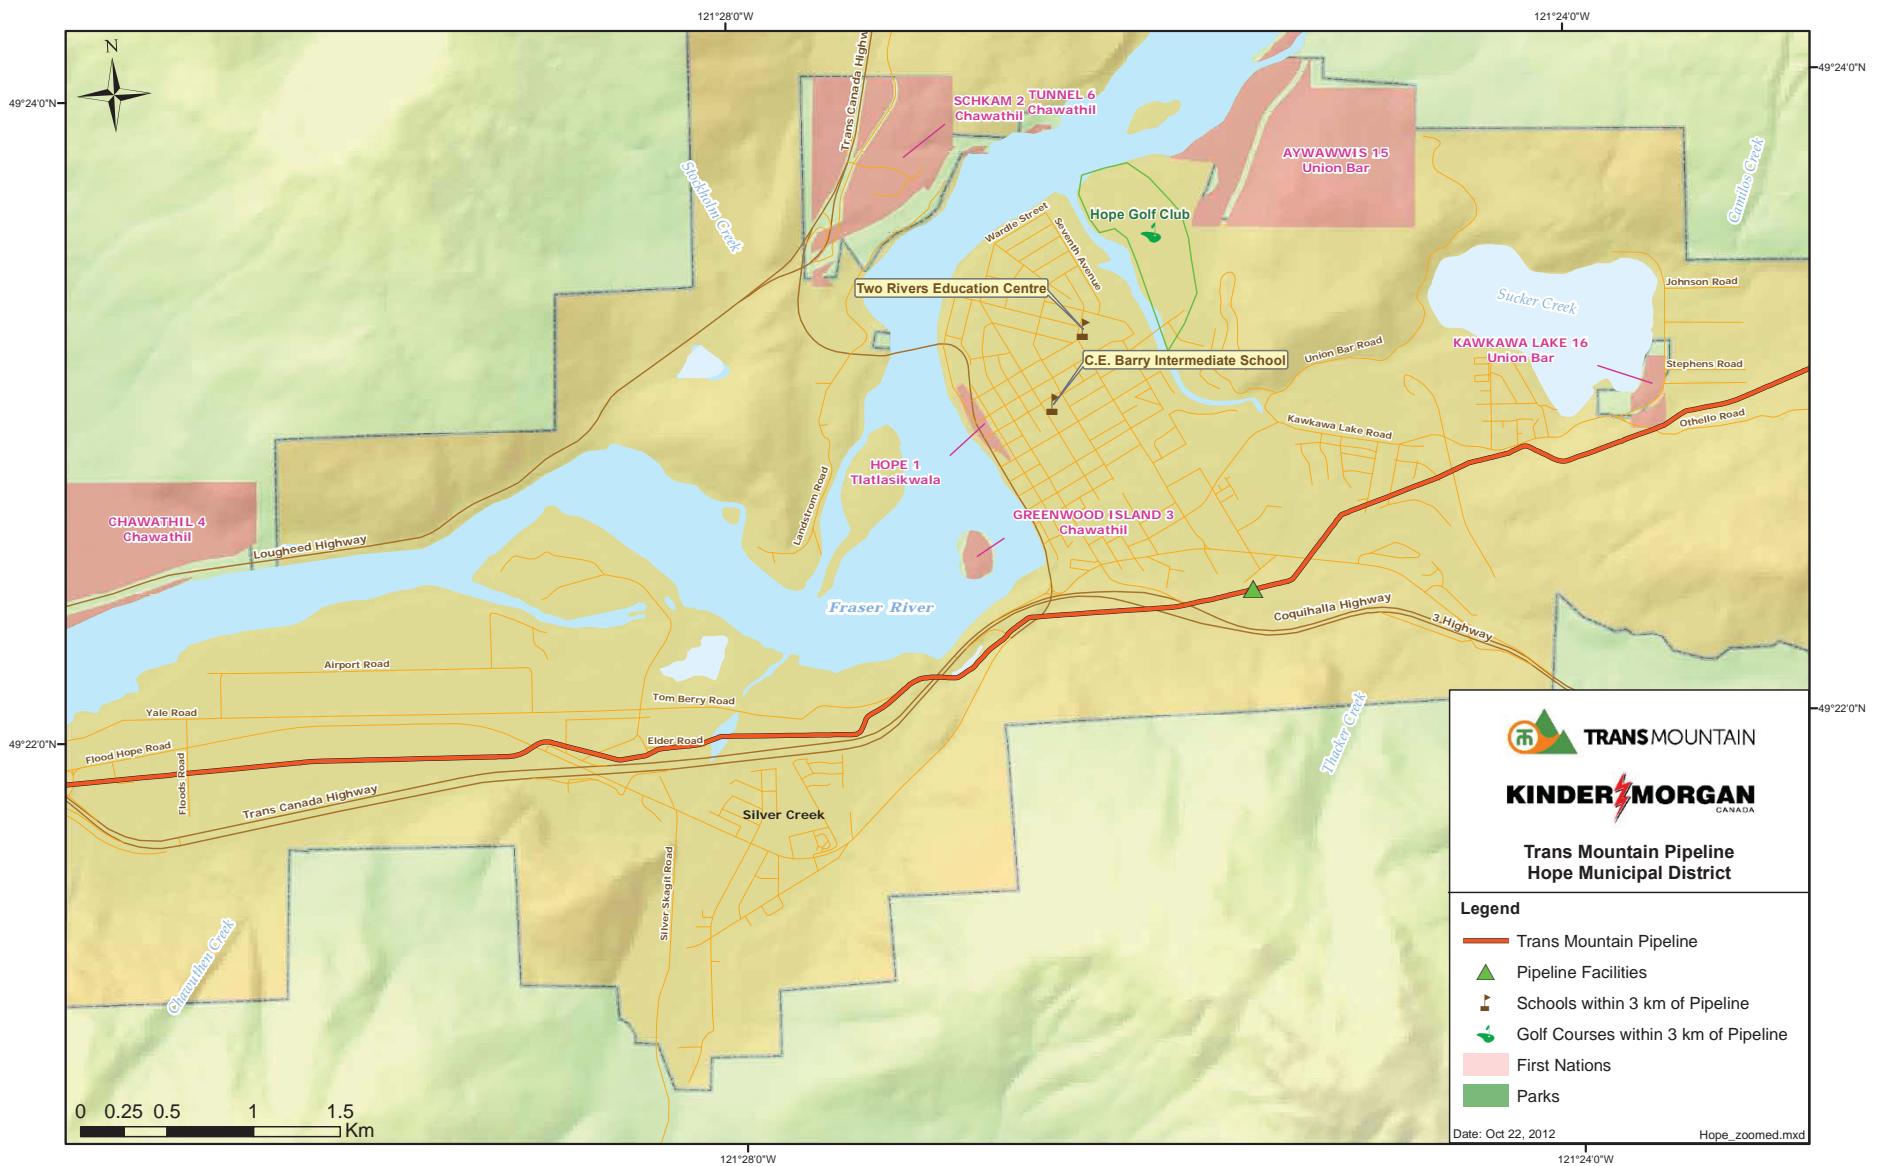 121°28'0"W
121°24'0"W
49°24'0"N
49°24'0"N
N
Trans Canada Highw
SCHKAM 2
Chawathil
TUNNEL 6
Chawathil
AYWAWWIS 15
Union Bar
Camilos Creek
Stockholm Creek
Hope Golf Club
Wardle Street
Seventh Avenue
Two Rivers Education Centre
Johnson Road
Sucker Creek
C.E. Barry Intermediate School
Union Bar Road
KAWKAWA LAKE 16
Union Bar
Stephens Road
Othello Road
Kawkawa Lake Road
HOPE 1
Tlatlasikwala
Landstrom Road
GREENWOOD ISLAND 3
Chawathil
CHAWATHIL 4
Chawathil
Lougheed Highway
Fraser River
Coquihalla Highway
3 Highway
Airport Road
Tom Berry Road
Yale Road
Elder Road
Flood Hope Road
Floods Road
Trans Canada Highway
Thacker Creek
49°22'0"N
49°22'0"N
Silver Creek
Silver Skagit Road
Chawuthen Creek
TRANSMOUNTAIN
KINDER MORGAN
CANADA
Trans Mountain Pipeline
Hope Municipal District
Legend
Trans Mountain Pipeline
Pipeline Facilities
Schools within 3 km of Pipeline
Golf Courses within 3 km of Pipeline
First Nations
Parks
Date: Oct 22, 2012
Hope_zoomed.mxd
0 0.25 0.5 1 1.5
Km
121°28'0"W
121°24'0"W